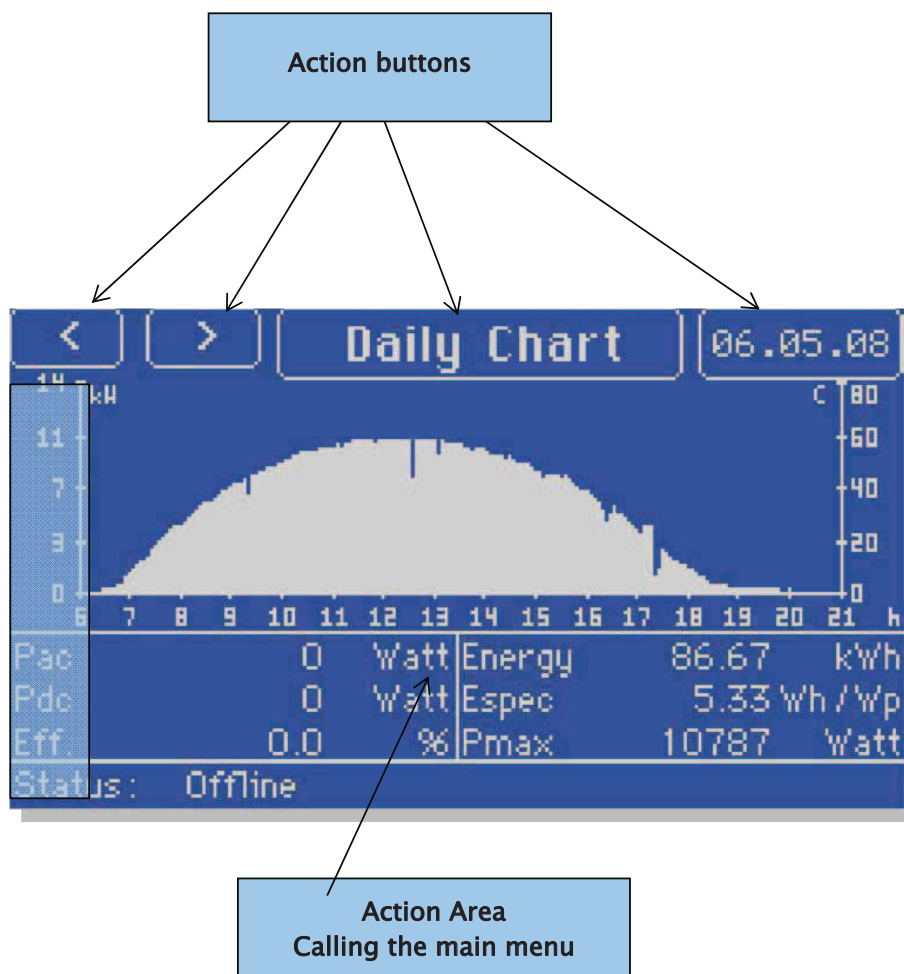 Action buttons
< > Daily Chart 06.05.08
14 kW C 80
11 60
7 40
3 20
0 0
6 7 8 9 10 11 12 13 14 15 16 17 18 19 20 21 h
Pac 0 Watt Energy 86.67 kWh
Pdc 0 Watt Espec 5.33 Wh/Wp
Eff. 0.0 % Pmax 10787 Watt
Status: Offline
Action Area
Calling the main menu